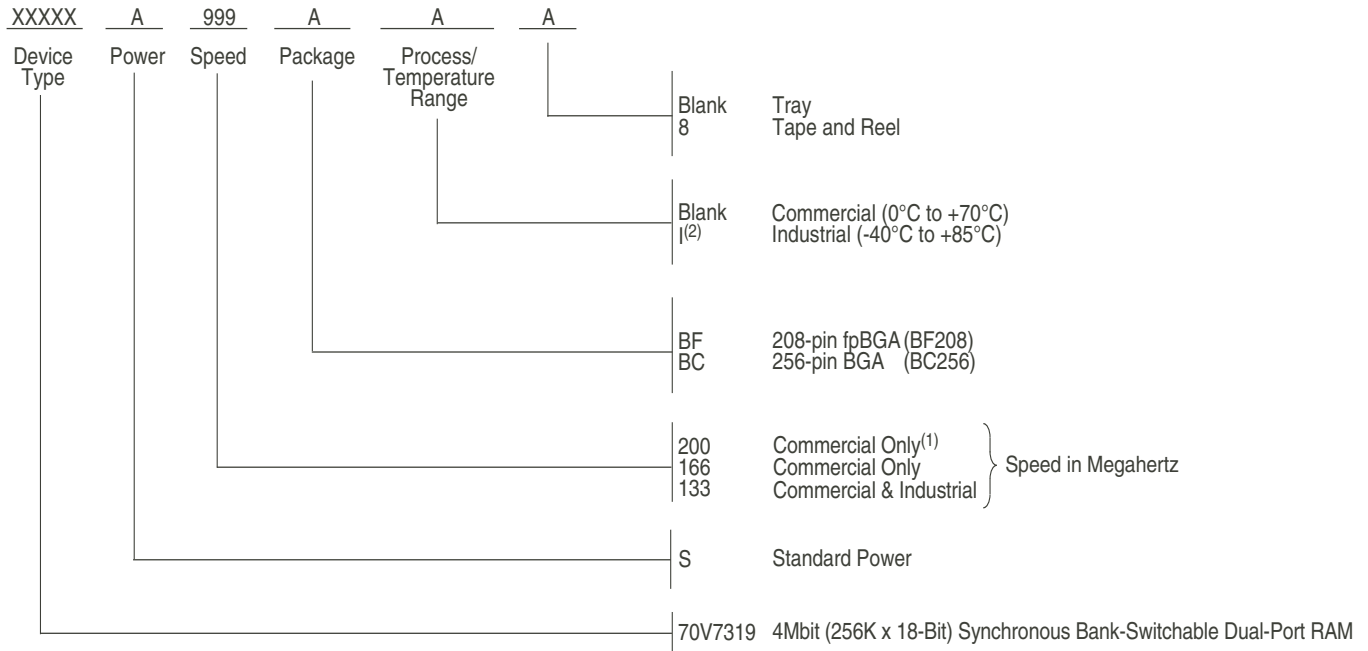 XXXXX A 999 A A A
Device Type Power Speed Package Process/ Temperature Range
Blank Tray
8 Tape and Reel
Blank Commercial (0°C to +70°C)
I(2) Industrial (-40°C to +85°C)
BF 208-pin fpBGA (BF208)
BC 256-pin BGA (BC256)
200 Commercial Only(1)
166 Commercial Only
133 Commercial & Industrial
Speed in Megahertz
S Standard Power
70V7319 4Mbit (256K x 18-Bit) Synchronous Bank-Switchable Dual-Port RAM